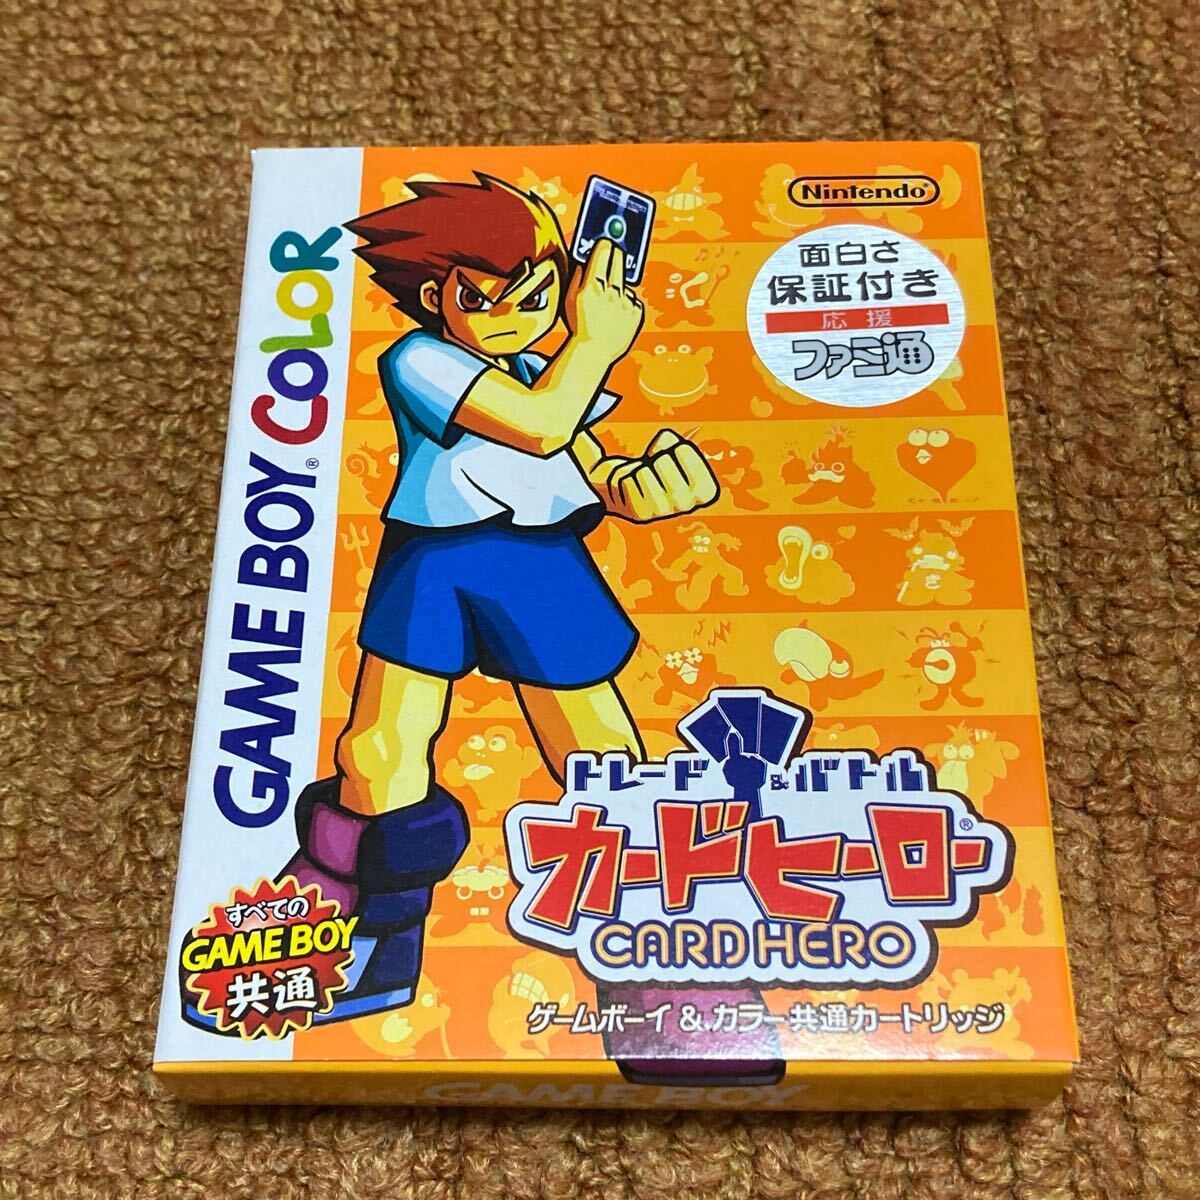 GAME BOY COLOR®
Nintendo®
面白さ
保証付き
応援
ファミ通
トレード&バトル
カードヒーロー®
CARD HERO
ゲームボーイ&カラー共通カートリッジ
すべての
GAME BOY
共通
GAME BOY